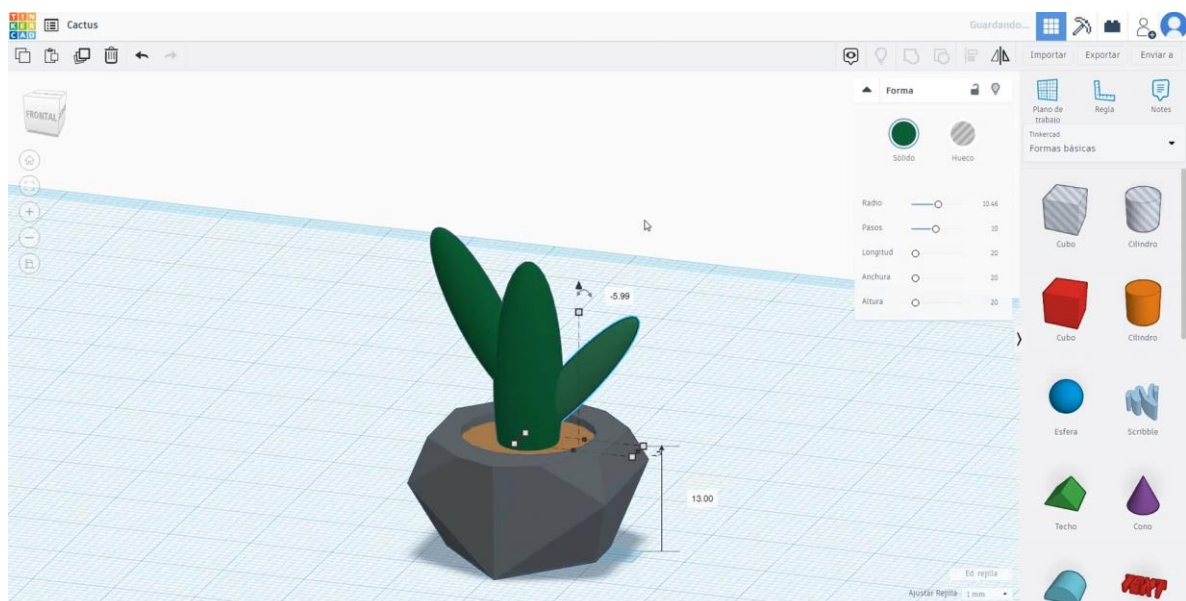 TIN
KER
CAD
Cactus
Guardando...
Importar Exportar Enviar a
FRONTAL
Forma
Sólido Hueco
Radio 10.46
Pasos 10
Longitud 20
Anchura 20
Altura 20
-5.99
13.00
Plano de
trabajo
Regla
Notes
Tinkercad
Formas básicas
Cubo Cilindro
Cubo Cilindro
Esfera Scribble
Techo Cono
TEXT
Ed. rejilla
Ajustar Rejilla 1 mm